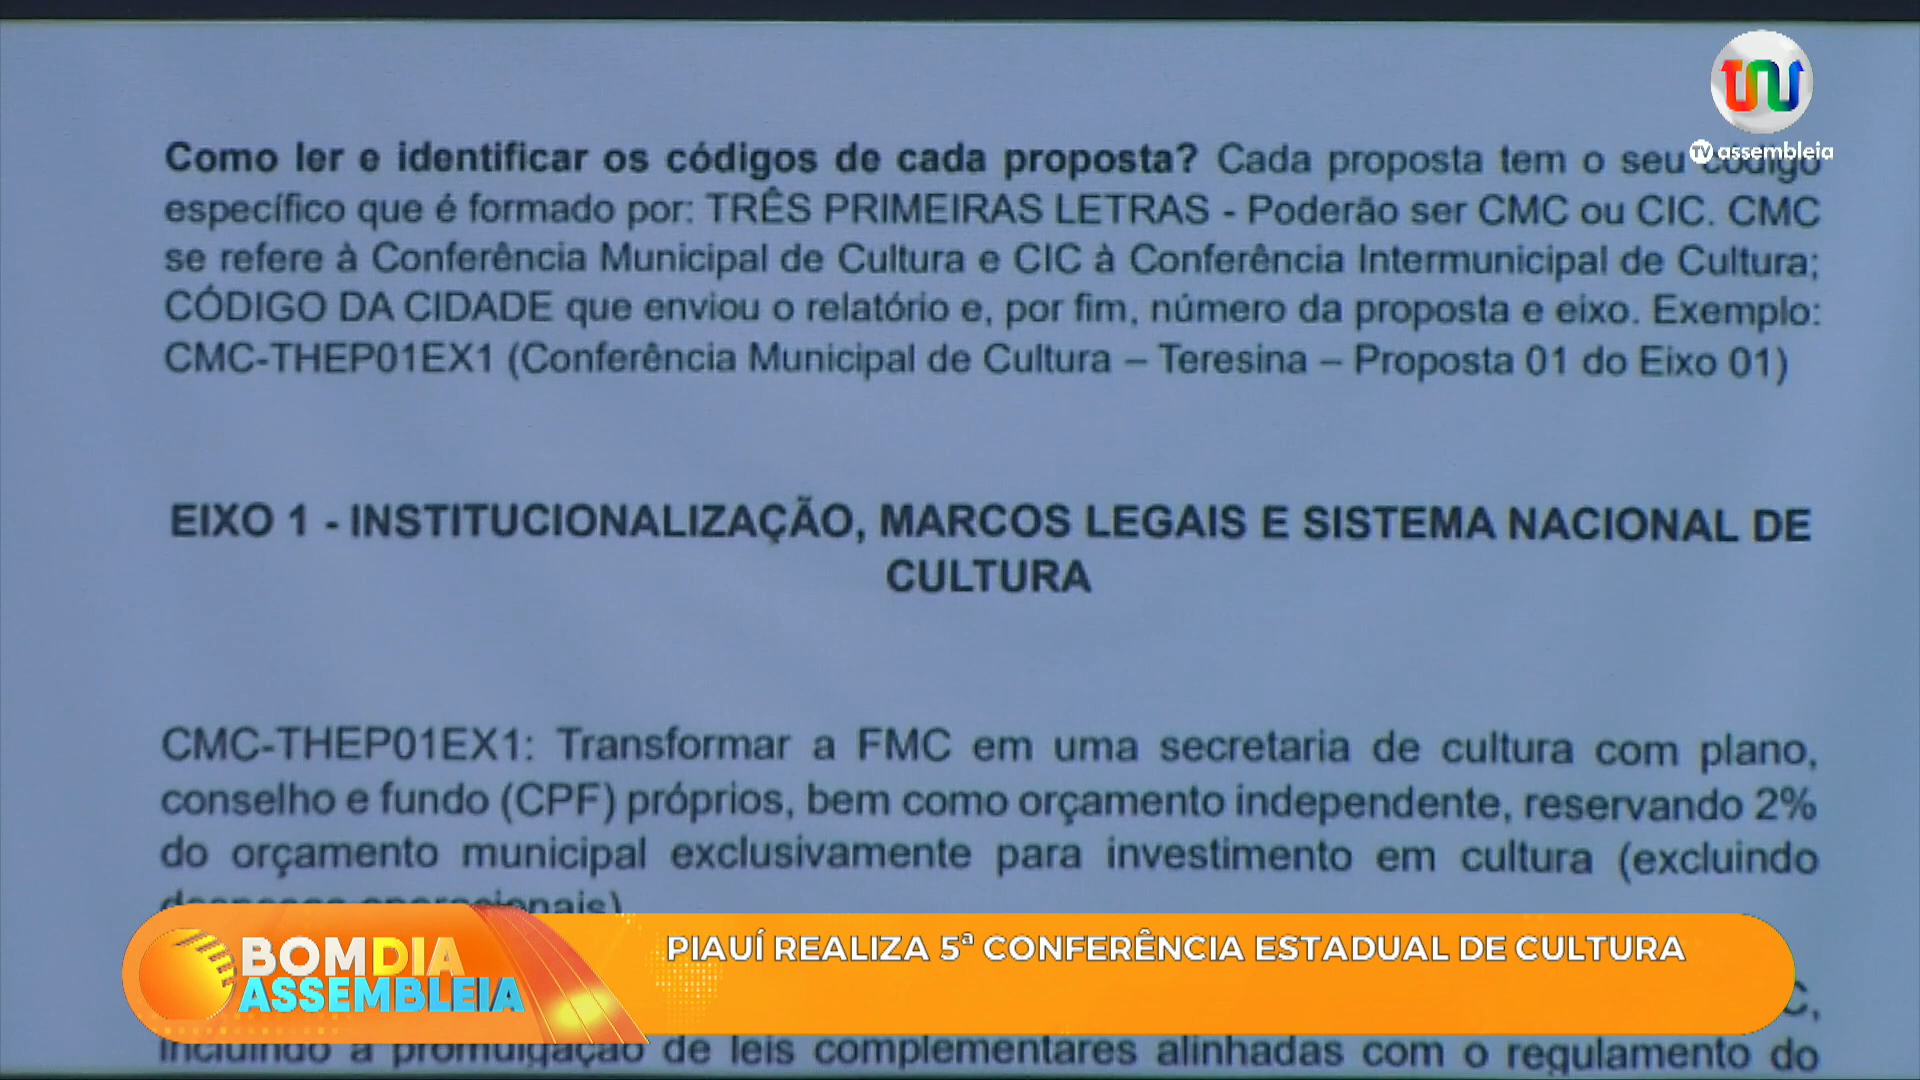 Como ler e identificar os códigos de cada proposta? Cada proposta tem o seu código
específico que é formado por: TRÊS PRIMEIRAS LETRAS - Poderão ser CMC ou CIC. CMC
se refere à Conferência Municipal de Cultura e CIC à Conferência Intermunicipal de Cultura;
CÓDIGO DA CIDADE que enviou o relatório e, por fim, número da proposta e eixo. Exemplo:
CMC-THEP01EX1 (Conferência Municipal de Cultura – Teresina – Proposta 01 do Eixo 01)
EIXO 1 - INSTITUCIONALIZAÇÃO, MARCOS LEGAIS E SISTEMA NACIONAL DE
CULTURA
CMC-THEP01EX1: Transformar a FMC em uma secretaria de cultura com plano,
conselho e fundo (CPF) próprios, bem como orçamento independente, reservando 2%
do orçamento municipal exclusivamente para investimento em cultura (excluindo
despesas operacionais)
incluindo a promulgação de leis complementares alinhadas com o regulamento do
TV assembleia
BOM DIA
ASSEMBLEIA
PIAUÍ REALIZA 5ª CONFERÊNCIA ESTADUAL DE CULTURA